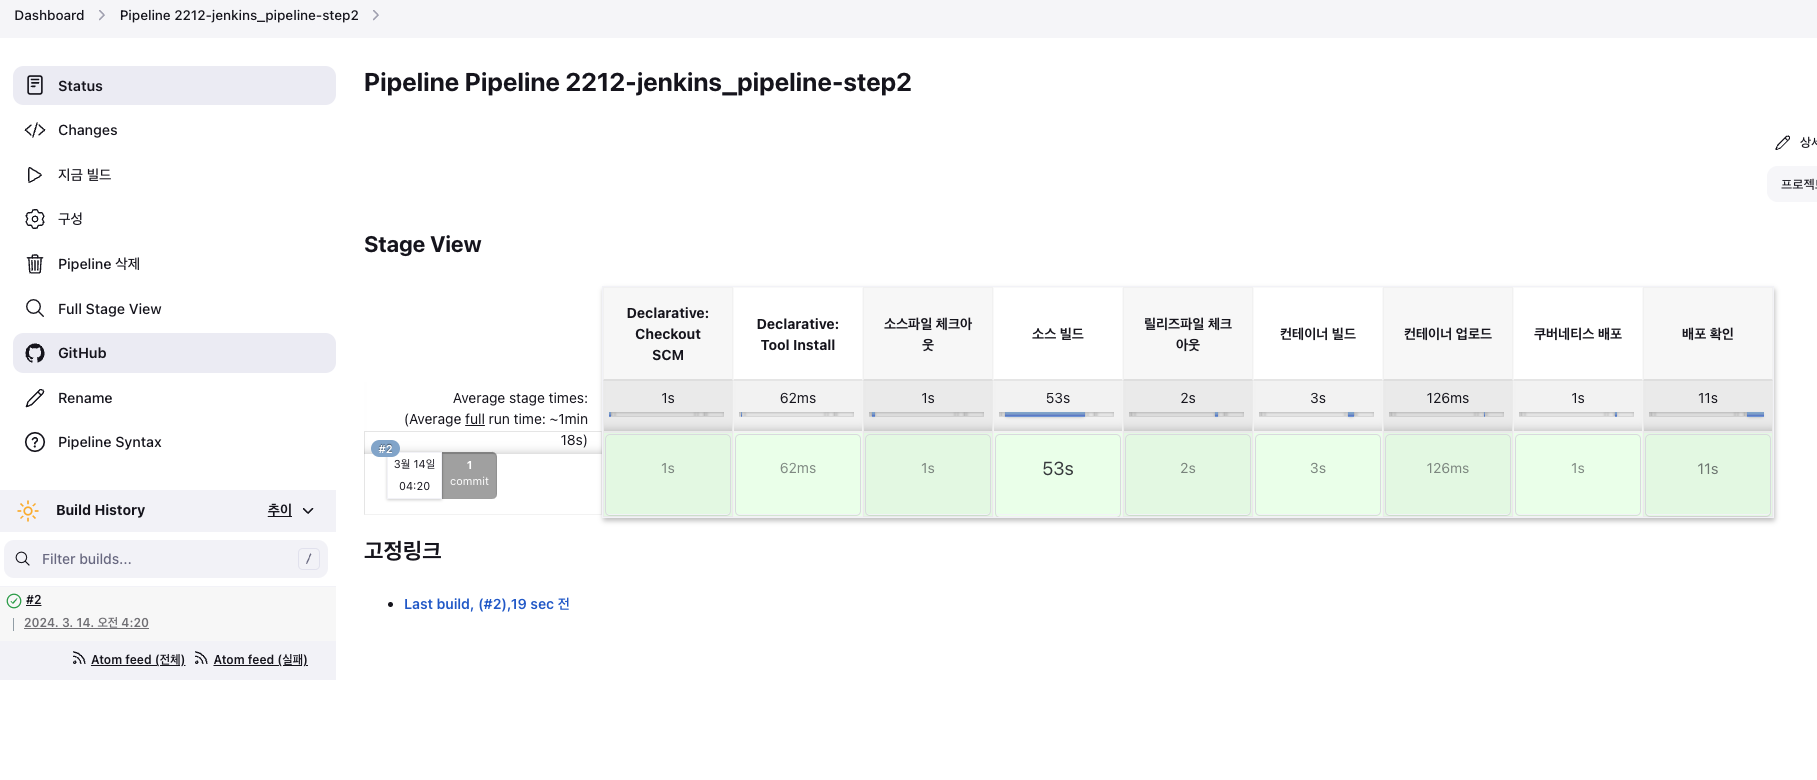 Dashboard
Pipeline 2212-jenkins_pipeline-step2
Status
Changes
지금 빌드
구성
Pipeline 삭제
Full Stage View
GitHub
Rename
Pipeline Syntax
Build History
추이
Filter builds...
/
#2
2024. 3. 14. 오전 4:20
Atom feed (전체)
Atom feed (실패)
Pipeline Pipeline 2212-jenkins_pipeline-step2
프로젝트
Stage View
Declarative:
Checkout
SCM
Declarative:
Tool Install
소스파일 체크아
웃
소스 빌드
릴리즈파일 체크
아웃
컨테이너 빌드
컨테이너 업로드
쿠버네티스 배포
배포 확인
Average stage times:
(Average full run time: ~1min
18s)
1s
62ms
1s
53s
2s
3s
126ms
1s
11s
#2
3월 14일
04:20
1
commit
1s
62ms
1s
53s
2s
3s
126ms
1s
11s
고정링크
Last build, (#2),19 sec 전